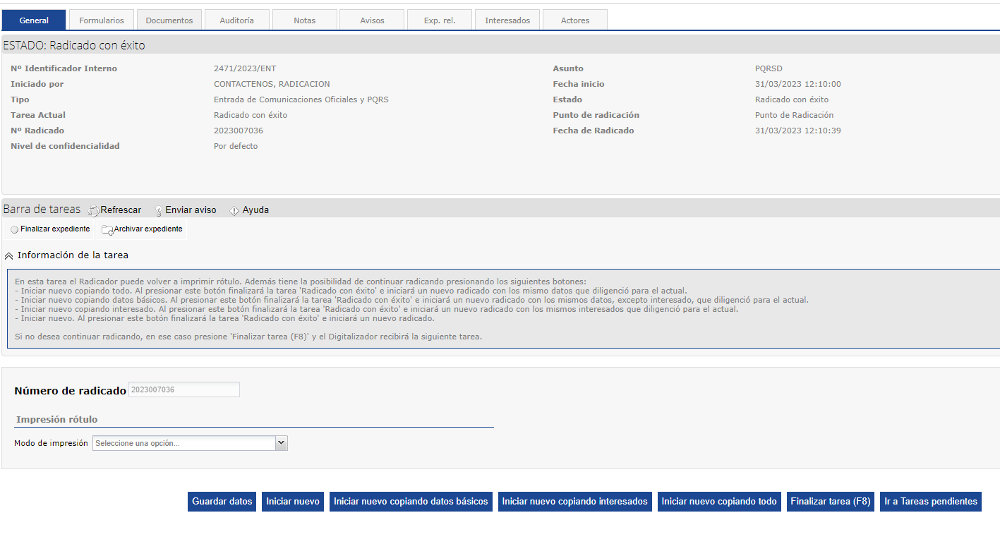 General Formularios Documentos Auditoría Notas Avisos Exp. rel. Interesados Actores
ESTADO: Radicado con éxito
Nº Identificador Interno 2471/2023/ENT Asunto PQRSD
Iniciado por CONTACTENOS, RADICACION Fecha inicio 31/03/2023 12:10:00
Tipo Entrada de Comunicaciones Oficiales y PQRS Estado Radicado con éxito
Tarea Actual Radicado con éxito Punto de radicación Punto de Radicación
Nº Radicado 2023007036 Fecha de Radicado 31/03/2023 12:10:39
Nivel de confidencialidad Por defecto
Barra de tareas Refrescar Enviar aviso Ayuda
Finalizar expediente Archivar expediente
Información de la tarea
En esta tarea el Radicador puede volver a imprimir rótulo. Además tiene la posibilidad de continuar radicando presionando los siguientes botones:
- Iniciar nuevo copiando todo. Al presionar este botón finalizará la tarea 'Radicado con éxito' e iniciará un nuevo radicado con los mismo datos que diligenció para el actual.
- Iniciar nuevo copiando datos básicos. Al presionar este botón finalizará la tarea 'Radicado con éxito' e iniciará un nuevo radicado con los mismos datos, excepto interesado, que diligenció para el actual.
- Iniciar nuevo copiando interesado. Al presionar este botón finalizará la tarea 'Radicado con éxito' e iniciará un nuevo radicado con los mismos interesados que diligenció para el actual.
- Iniciar nuevo. Al presionar este botón finalizará la tarea 'Radicado con éxito' e iniciará un nuevo radicado.
Si no desea continuar radicando, en ese caso presione 'Finalizar tarea (F8)' y el Digitalizador recibirá la siguiente tarea.
Número de radicado 2023007036
Impresión rótulo
Modo de impresión Seleccione una opción...
Guardar datos Iniciar nuevo Iniciar nuevo copiando datos básicos Iniciar nuevo copiando interesados Iniciar nuevo copiando todo Finalizar tarea (F8) Ir a Tareas pendientes